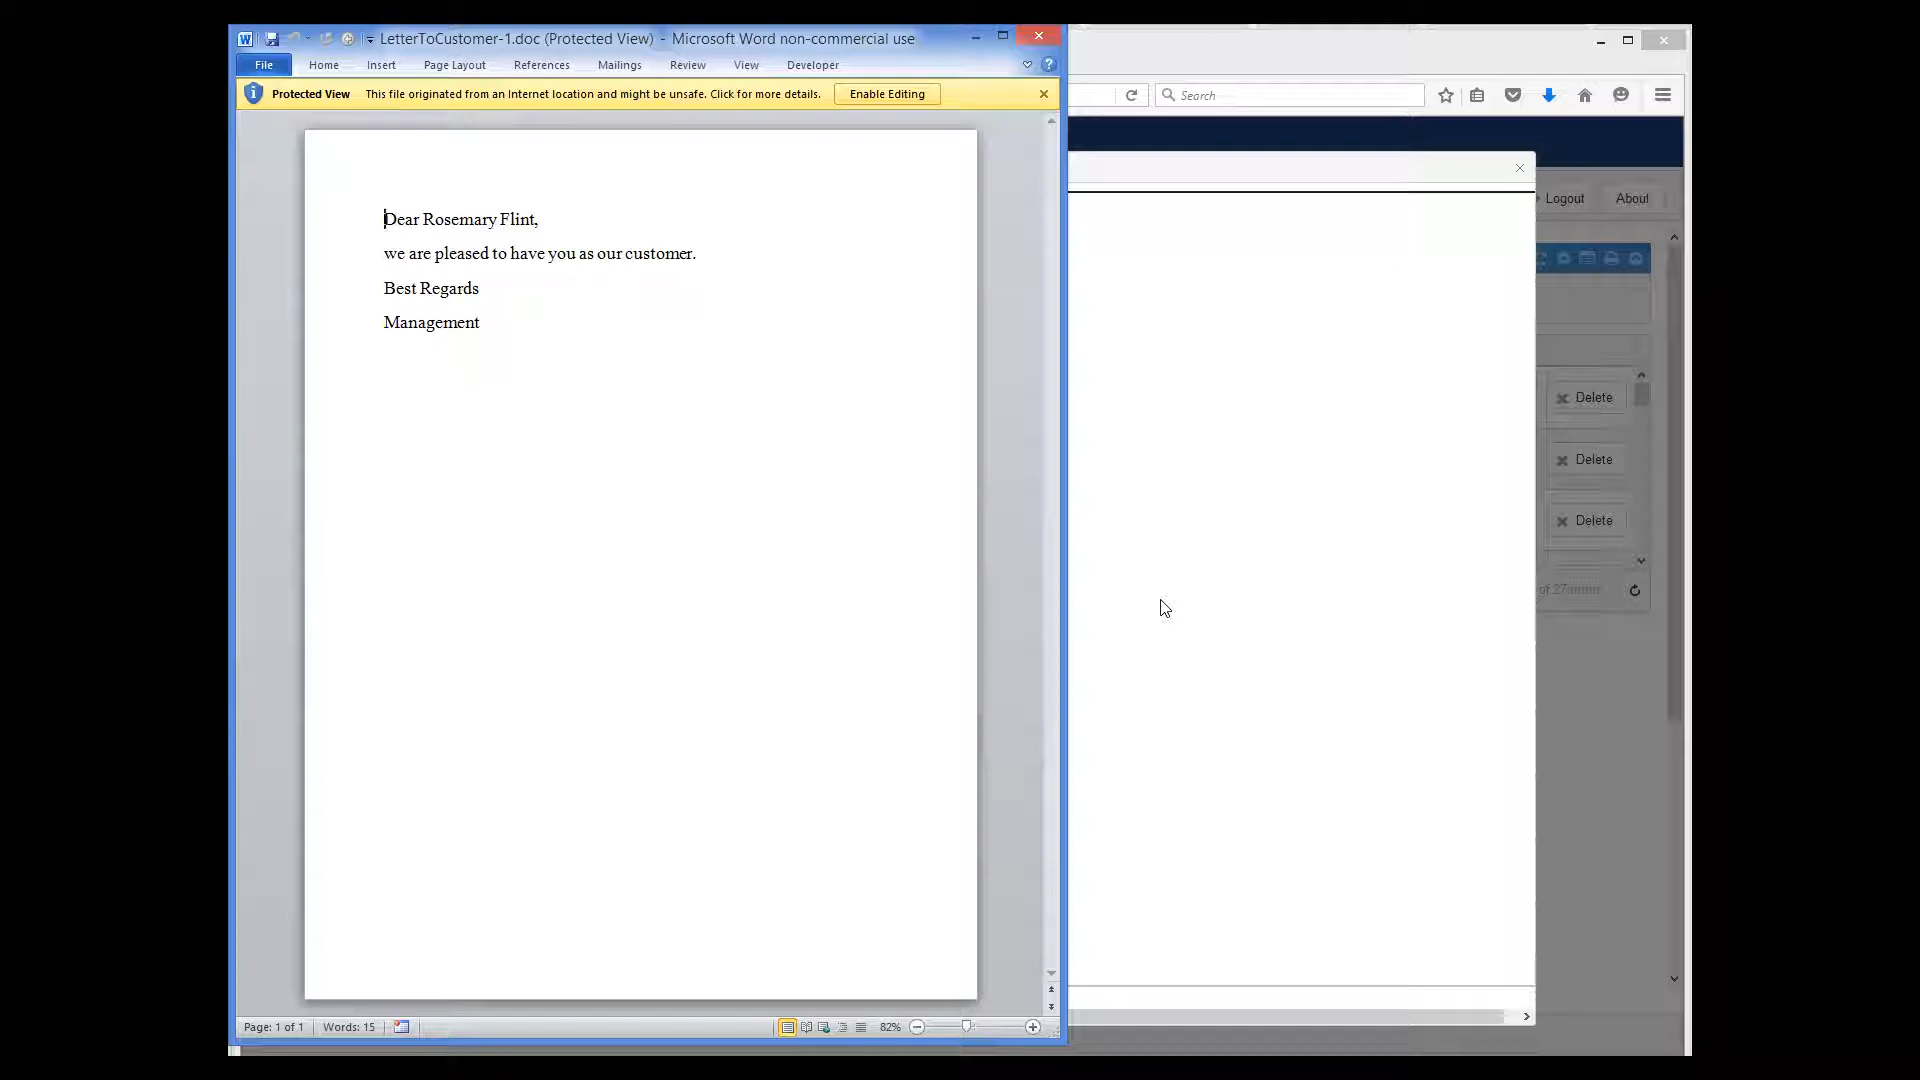 LetterToCustomer-1.doc (Protected View) - Microsoft Word non-commercial use
File Home Insert Page Layout References Mailings Review View Developer
Protected View This file originated from an Internet location and might be unsafe. Click for more details. Enable Editing
Search
Logout About
Dear Rosemary Flint,
we are pleased to have you as our customer.
Best Regards
Management
Delete
Delete
Delete
of 27
Page: 1 of 1 Words: 15 82%